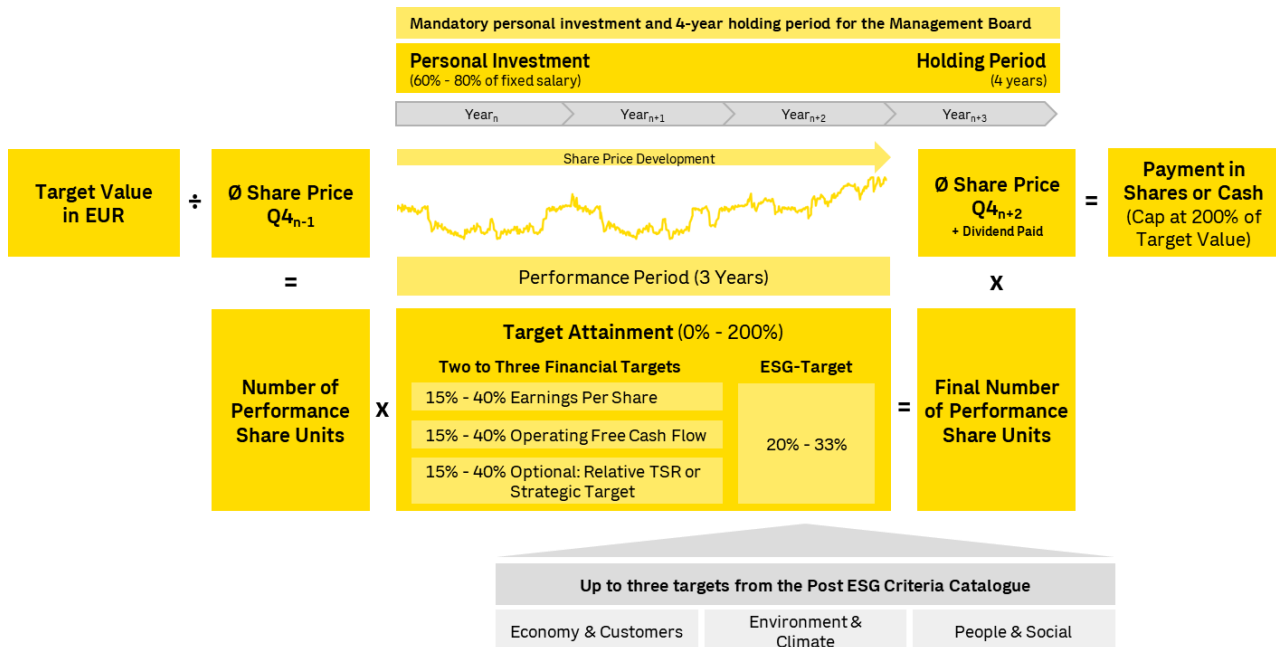 Mandatory personal investment and 4-year holding period for the Management Board
Personal Investment
(60% - 80% of fixed salary)
Holding Period
(4 years)
Yearₙ
Yearₙ₊₁
Yearₙ₊₂
Yearₙ₊₃
Target Value
in EUR
÷
Ø Share Price
Q4ₙ₋₁
Share Price Development
Ø Share Price
Q4ₙ₊₂
+ Dividend Paid
=
Payment in
Shares or Cash
(Cap at 200% of
Target Value)
=
Performance Period (3 Years)
x
Number of
Performance
Share Units
x
Target Attainment (0% - 200%)
Two to Three Financial Targets
15% - 40% Earnings Per Share
15% - 40% Operating Free Cash Flow
15% - 40% Optional: Relative TSR or
Strategic Target
ESG-Target
20% - 33%
=
Final Number
of Performance
Share Units
Up to three targets from the Post ESG Criteria Catalogue
Economy & Customers
Environment &
Climate
People & Social